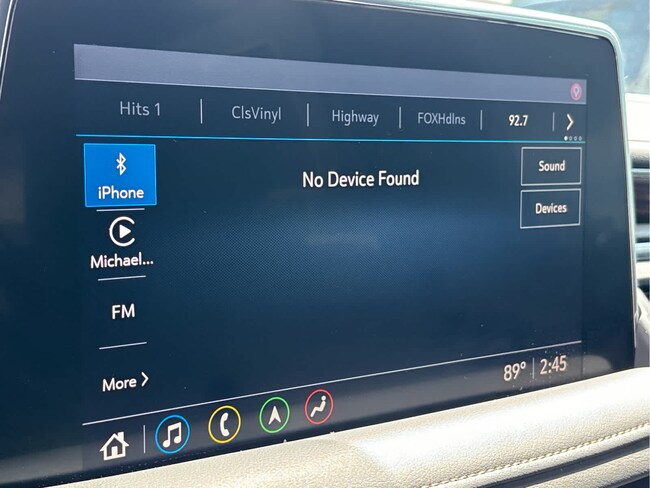 Hits 1
ClsVinyl
Highway
FOXHdlns
92.7
iPhone
No Device Found
Sound
Devices
Michael...
FM
More
89° 2:45